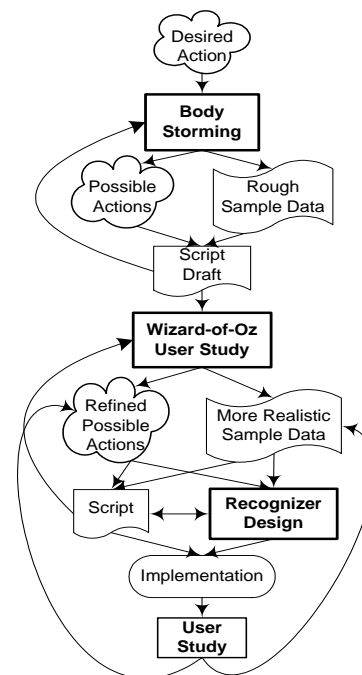 Desired
Action
Body
Storming
Possible
Actions
Rough
Sample Data
Script
Draft
Wizard-of-Oz
User Study
Refined
Possible
Actions
More Realistic
Sample Data
Script
Recognizer
Design
Implementation
User
Study